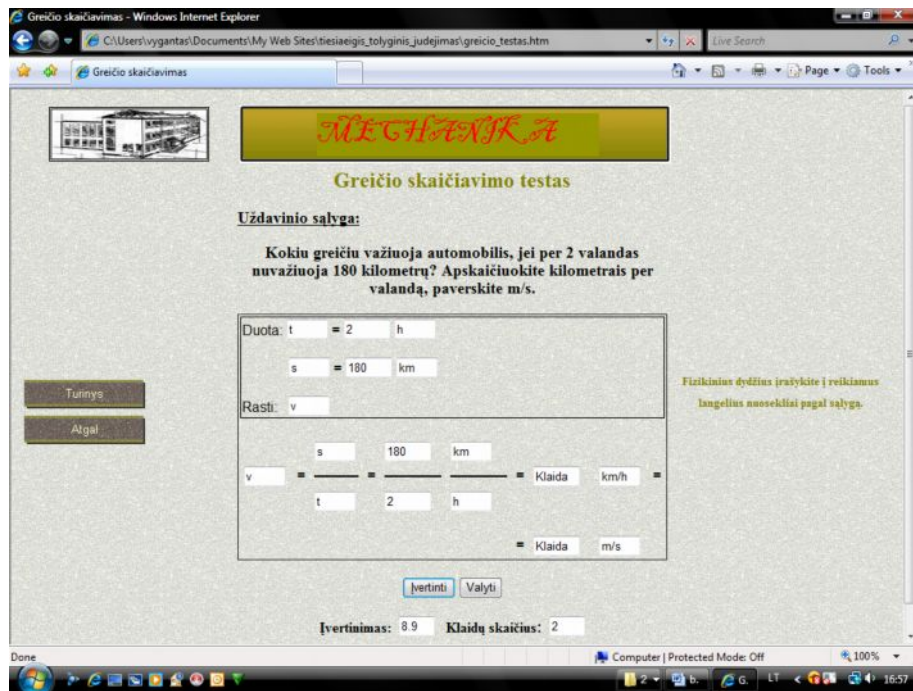 Greičio skaičiavimas - Windows Internet Explorer
C:\Users\vygantas\Documents\My Web Sites\tiesiaeigis_tolyginis_judejimas\greicio_testas.htm
Live Search
Greičio skaičiavimas
Page
Tools
MECHANIKA
Greičio skaičiavimo testas
Uždavinio sąlyga:
Kokiu greičiu važiuoja automobilis, jei per 2 valandas
nuvažiuoja 180 kilometrų? Apskaičiuokite kilometrais per
valandą, paverskite m/s.
Duota: t = 2 h
s = 180 km
Rasti: v
Turinys
Atgal
Fizikinius dydžius įrašykite į reikiamus
langelius nuosekliai pagal sąlygą.
s 180 km
v = = = Klaida km/h =
t 2 h
= Klaida m/s
Įvertinti Valyti
Įvertinimas: 8.9 Klaidų skaičius: 2
Done
Computer | Protected Mode: Off
100%
2 b. G. LT 16:57